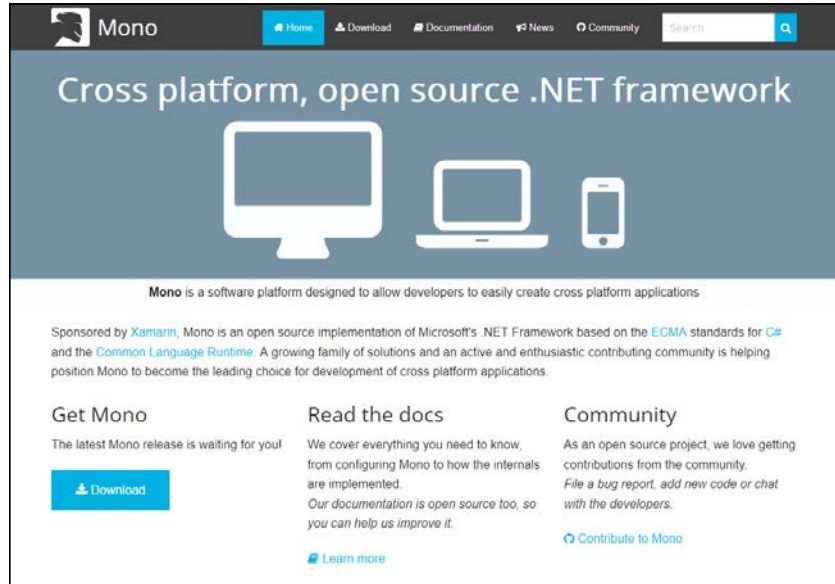 Mono
Home
Download
Documentation
News
Community
Search
Cross platform, open source .NET framework
Mono is a software platform designed to allow developers to easily create cross platform applications
Sponsored by Xamarin, Mono is an open source implementation of Microsoft's .NET Framework based on the ECMA standards for C#
and the Common Language Runtime. A growing family of solutions and an active and enthusiastic contributing community is helping
position Mono to become the leading choice for development of cross platform applications.
Get Mono
The latest Mono release is waiting for you!
Download
Read the docs
We cover everything you need to know,
from configuring Mono to how the internals
are implemented.
Our documentation is open source too, so
you can help us improve it.
Learn more
Community
As an open source project, we love getting
contributions from the community.
File a bug report, add new code or chat
with the developers.
Contribute to Mono